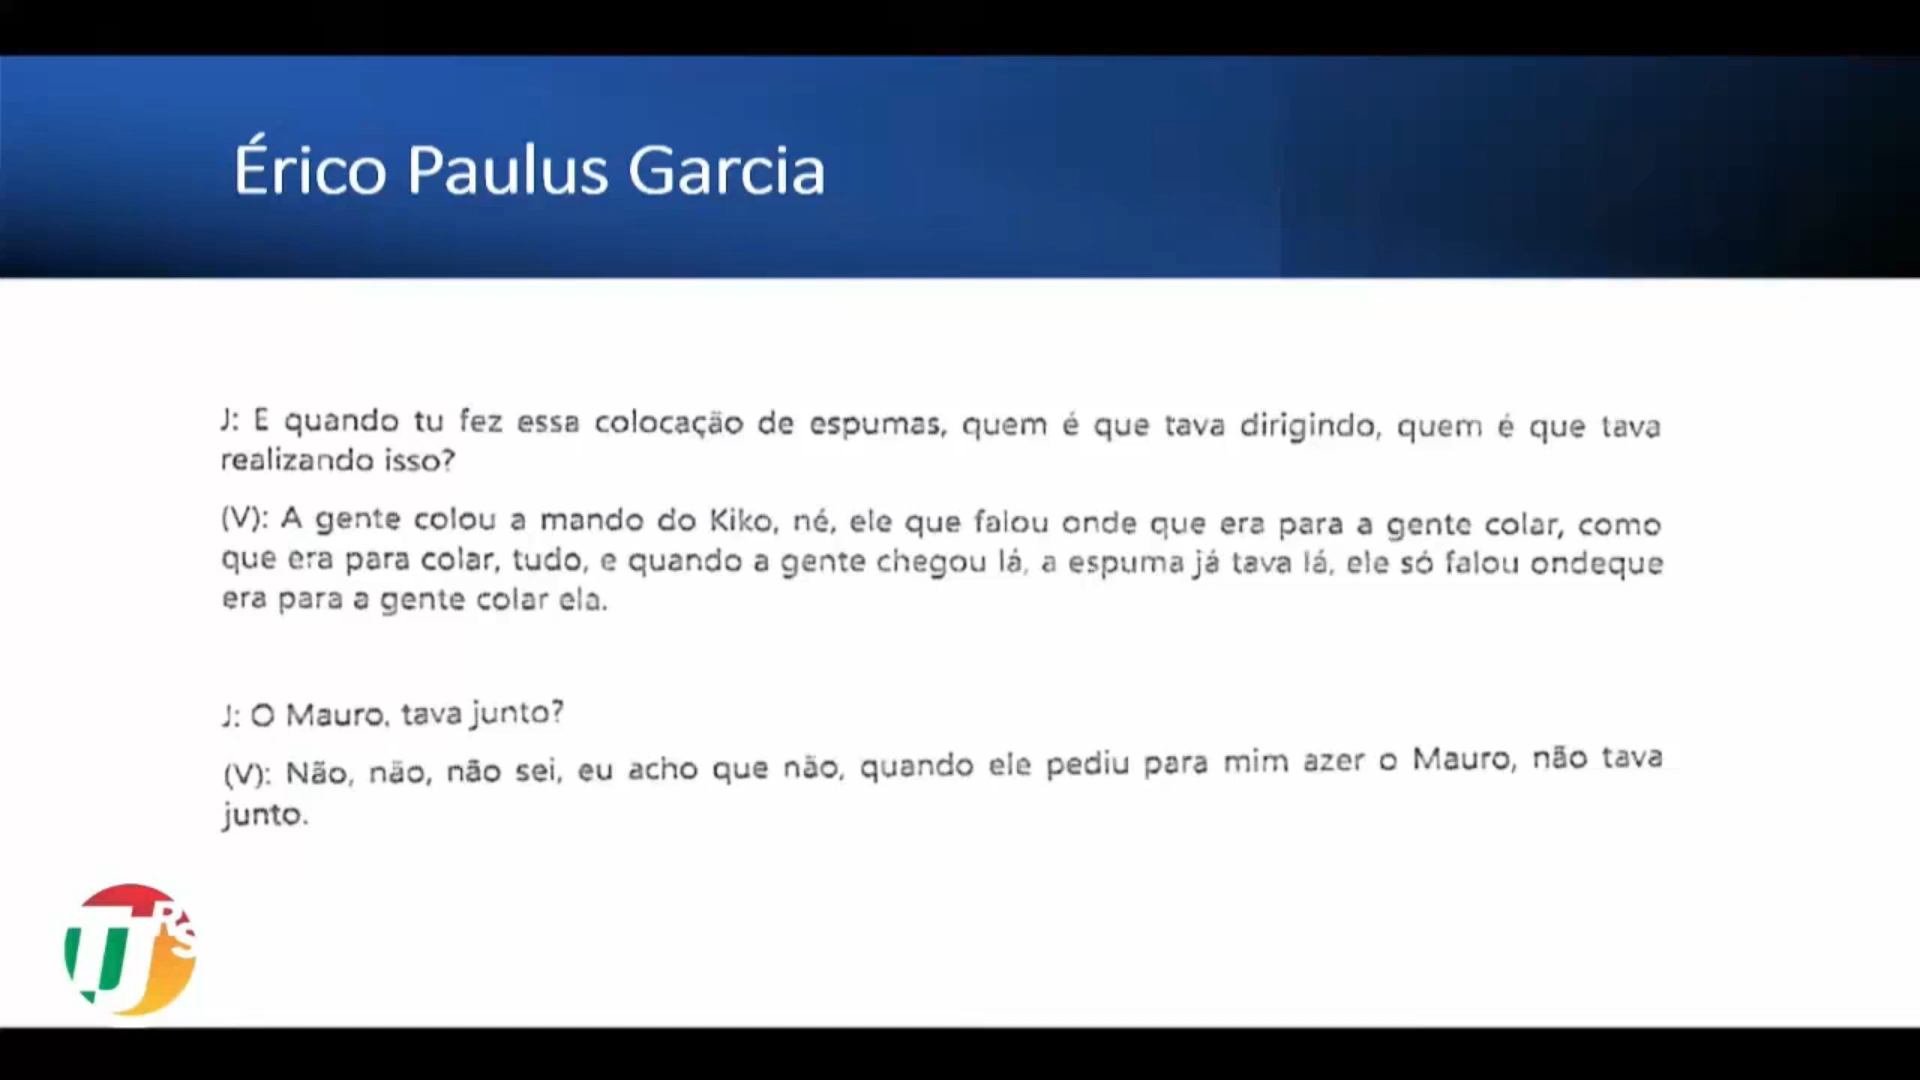 Érico Paulus Garcia
J: E quando tu fez essa colocação de espumas, quem é que tava dirigindo, quem é que tava
realizando isso?
(V): A gente colou a mando do Kiko, né, ele que falou onde que era para a gente colar, como
que era para colar, tudo, e quando a gente chegou lá, a espuma já tava lá, ele só falou ondeque
era para a gente colar ela.
J: O Mauro, tava junto?
(V): Não, não, não sei, eu acho que não, quando ele pediu para mim azer o Mauro, não tava
junto.
TJRS